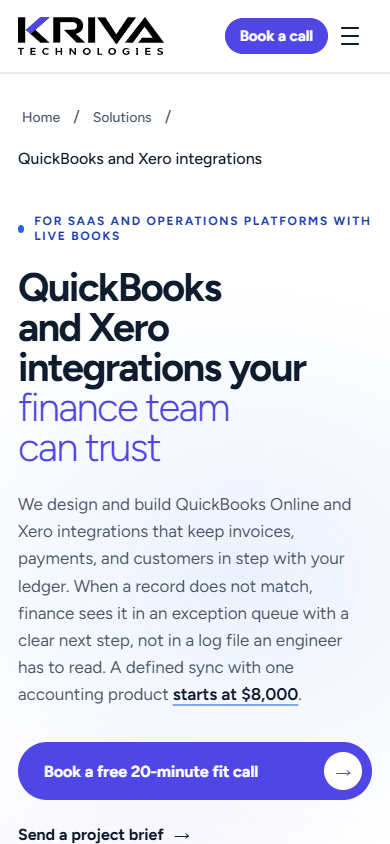 KRIVA
TECHNOLOGIES
Book a call
Home / Solutions /
QuickBooks and Xero integrations
FOR SAAS AND OPERATIONS PLATFORMS WITH
LIVE BOOKS
QuickBooks
and Xero
integrations your
finance team
can trust
We design and build QuickBooks Online and
Xero integrations that keep invoices,
payments, and customers in step with your
ledger. When a record does not match,
finance sees it in an exception queue with a
clear next step, not in a log file an engineer
has to read. A defined sync with one
accounting product starts at $8,000.
Book a free 20-minute fit call →
Send a project brief →